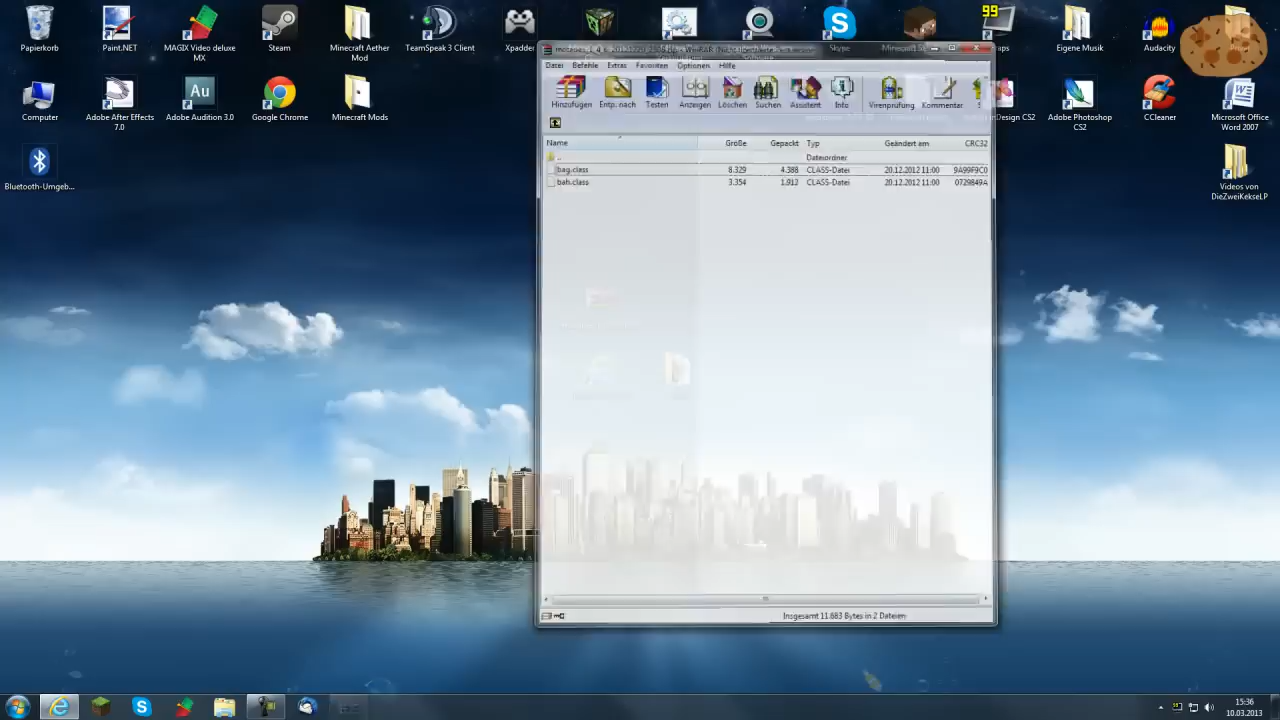 99
Papierkorb
Paint.NET
MAGIX Video deluxe MX
Steam
Minecraft Aether Mod
TeamSpeak 3 Client
Xpadder
Skype
Eigene Musik
Audacity
Computer
Adobe After Effects 7.0
Adobe Audition 3.0
Google Chrome
Minecraft Mods
Adobe Photoshop CS2
CCleaner
Microsoft Office Word 2007
Bluetooth-Umgeb...
Videos von DieZweiKekseLP
Datei Befehle Extras Favoriten Optionen Hilfe
Hinzufügen Entp. nach Testen Anzeigen Löschen Suchen Assistent Info Virenprüfung Kommentar
Name Größe Gepackt Typ Geändert am CRC32
.. Dateiordner
bag.class 8.329 4.388 CLASS-Datei 20.12.2012 11:00 9A99F9C0
bah.class 3.354 1.913 CLASS-Datei 20.12.2012 11:00 0729849A
Insgesamt 11.683 Bytes in 2 Dateien
15:36
10.03.2013